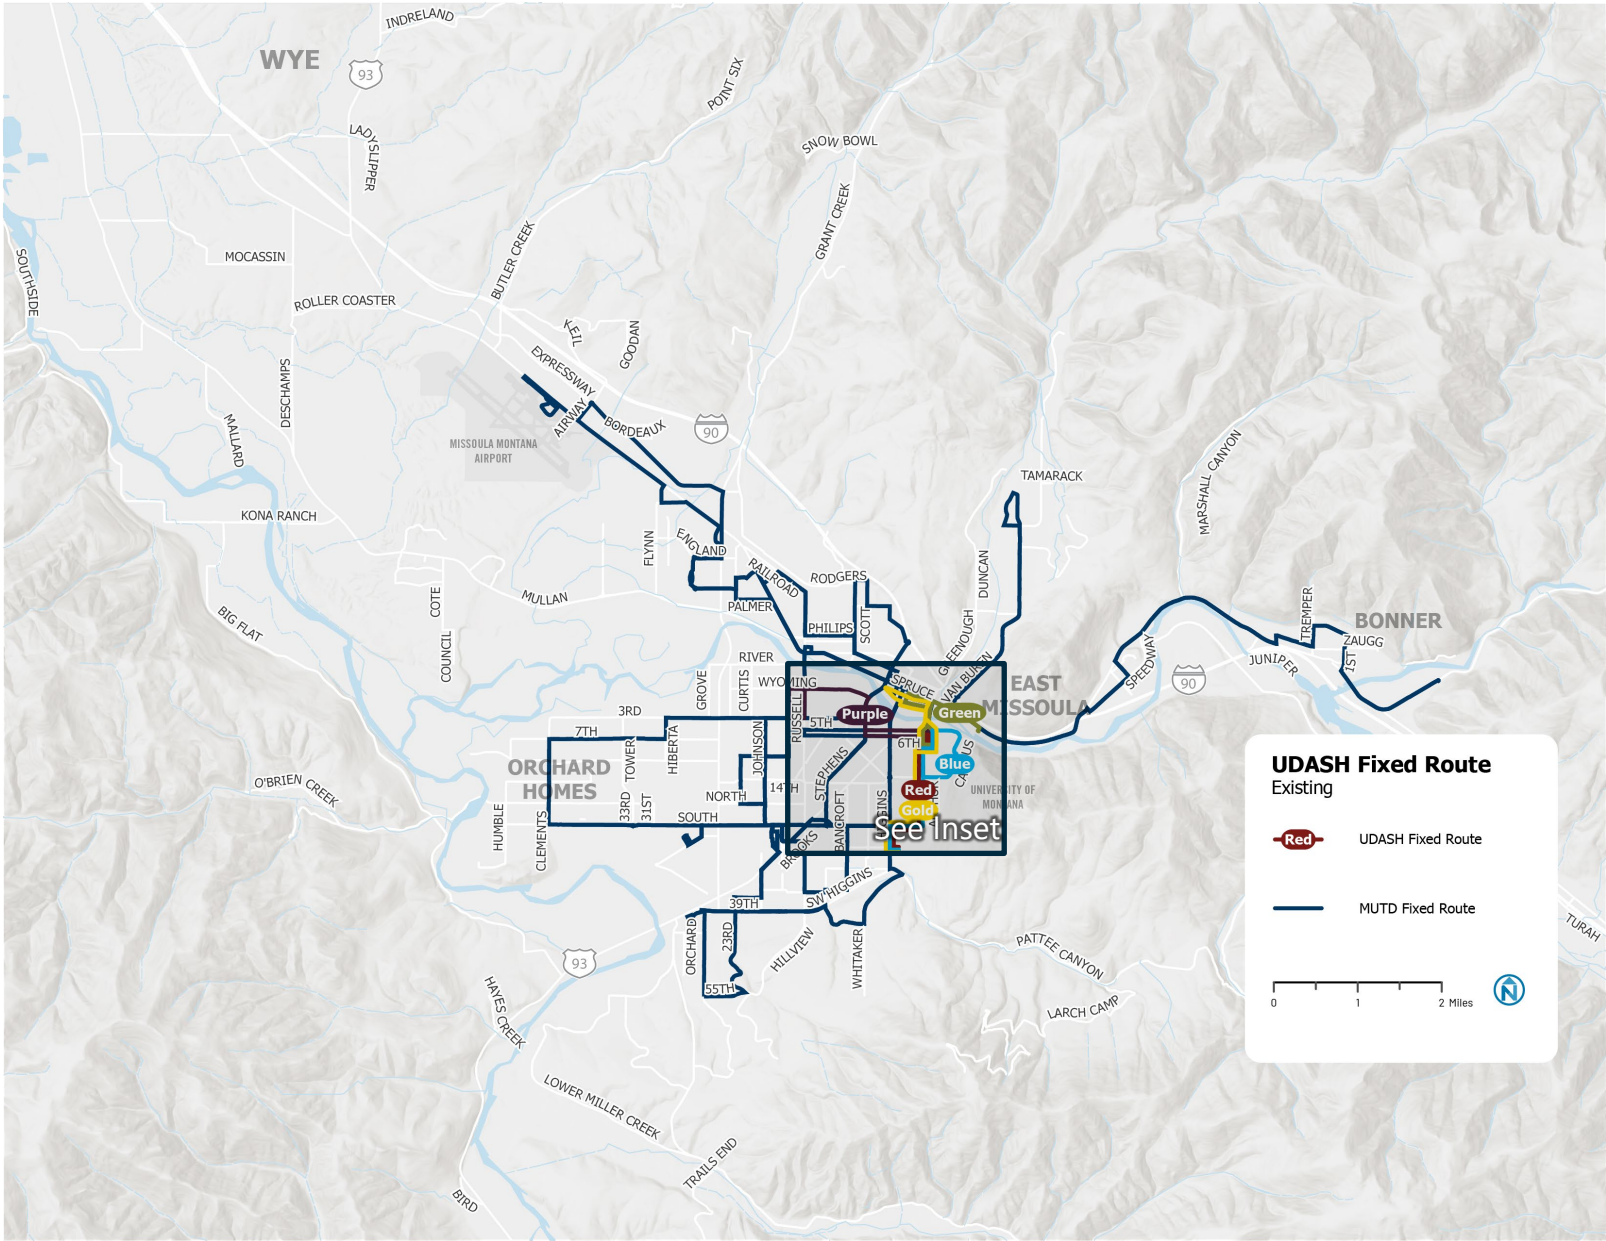 INDRELAND
WYE
93
POINT SIX
LADYSLIPPER
SNOW BOWL
GRANT CREEK
MOCASSIN
SOUTHSIDE
BUTLER CREEK
ROLLER COASTER
KEIL
GOODAN
EXPRESSWAY
DESCHAMPS
AIRWAY
BORDEAUX
90
MALLARD
MISSOULA MONTANA
AIRPORT
MARSHALL CANYON
TAMARACK
KONA RANCH
FLYNN
ENGLAND
RAILROAD
RODGERS
DUNCAN
COTE
MULLAN
PALMER
BIG FLAT
PHILIPS
SCOTT
GREENOUGH
TREMPER
BONNER
COUNCIL
RIVER
ZAUGG
SPEEDWAY
JUNIPER
1ST
90
GROVE
CURTIS
WYOMING
SPRUCE
VAN BUREN
EAST
MISSOULA
3RD
RUSSELL
Purple
Green
5TH
7TH
TOWER
HIBERTA
JOHNSON
6TH
Blue
ORCHARD
HOMES
O'BRIEN CREEK
STEPHENS
Red
UNIVERSITY OF
MONTANA
NORTH
14TH
33RD
31ST
BANCROFT
Gold
HUMBLE
CLEMENTS
SOUTH
See Inset
BROOKS
SW HIGGINS
39TH
ORCHARD
23RD
HILLVIEW
WHITAKER
PATTEE CANYON
93
55TH
HAYES CREEK
LARCH CAMP
TURAH
LOWER MILLER CREEK
TRAILS END
BIRD
UDASH Fixed Route
Existing
Red
UDASH Fixed Route
MUTD Fixed Route
0
1
2 Miles
N